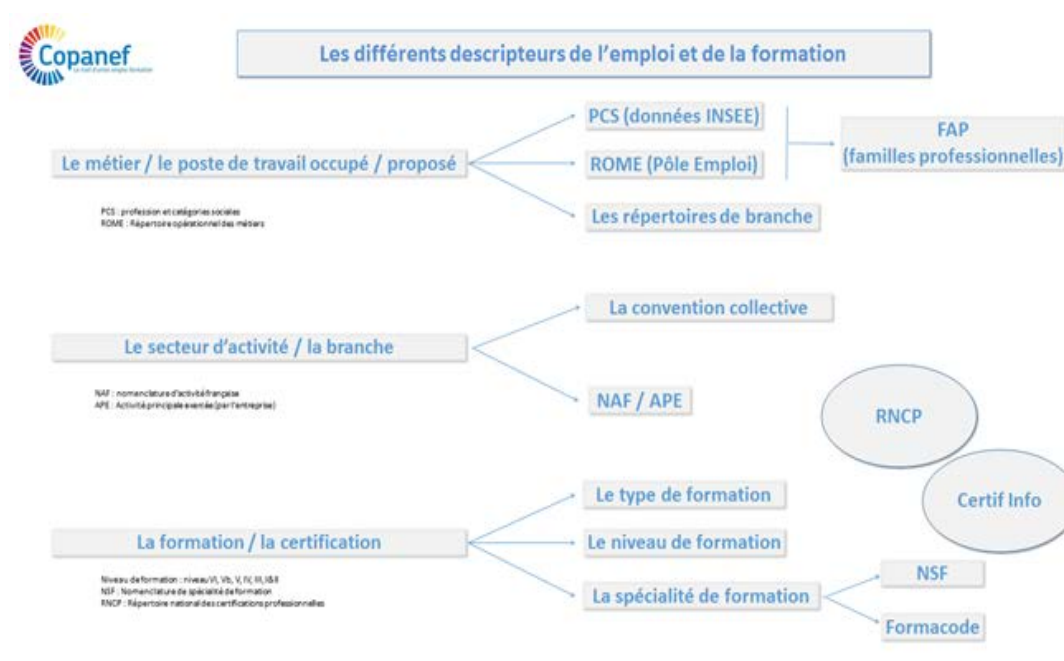 Copanef
Les différents descripteurs de l'emploi et de la formation
PCS (données INSEE)
FAP
(familles professionnelles)
Le métier / le poste de travail occupé / proposé
ROME (Pôle Emploi)
PCS : profession et catégories sociales
ROME : Répertoire opérationnel des métiers
Les répertoires de branche
La convention collective
Le secteur d'activité / la branche
NAF : nomenclature d'activité française
APE : Activité principale exercée (par l'entreprise)
NAF / APE
RNCP
Certif Info
Le type de formation
La formation / la certification
Le niveau de formation
Niveau de formation : niveau VI, Vb, V, IV, III, I&II
NSF : Nomenclature de spécialité de formation
RNCP : Répertoire national des certifications professionnelles
La spécialité de formation
NSF
Formacode